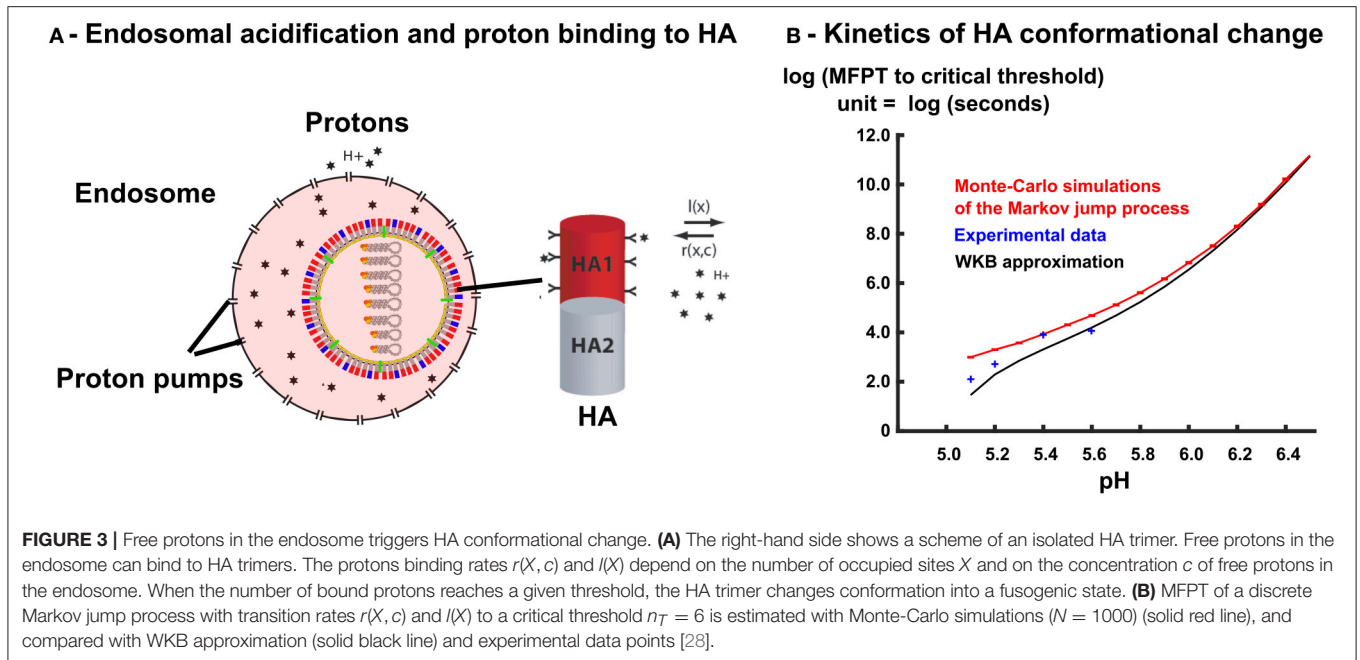 A - Endosomal acidification and proton binding to HA
Protons
H+
Endosome
Proton pumps
HA1
HA2
HA
l(x)
r(x,c)
H+
B - Kinetics of HA conformational change
log (MFPT to critical threshold)
unit = log (seconds)
12.0
10.0
8.0
6.0
4.0
2.0
0
Monte-Carlo simulations
of the Markov jump process
Experimental data
WKB approximation
5.0 5.2 5.4 5.6 5.8 6.0 6.2 6.4
pH
FIGURE 3 | Free protons in the endosome triggers HA conformational change. (A) The right-hand side shows a scheme of an isolated HA trimer. Free protons in the
endosome can bind to HA trimers. The protons binding rates r(X, c) and l(X) depend on the number of occupied sites X and on the concentration c of free protons in
the endosome. When the number of bound protons reaches a given threshold, the HA trimer changes conformation into a fusogenic state. (B) MFPT of a discrete
Markov jump process with transition rates r(X, c) and l(X) to a critical threshold nT = 6 is estimated with Monte-Carlo simulations (N = 1000) (solid red line), and
compared with WKB approximation (solid black line) and experimental data points [28].